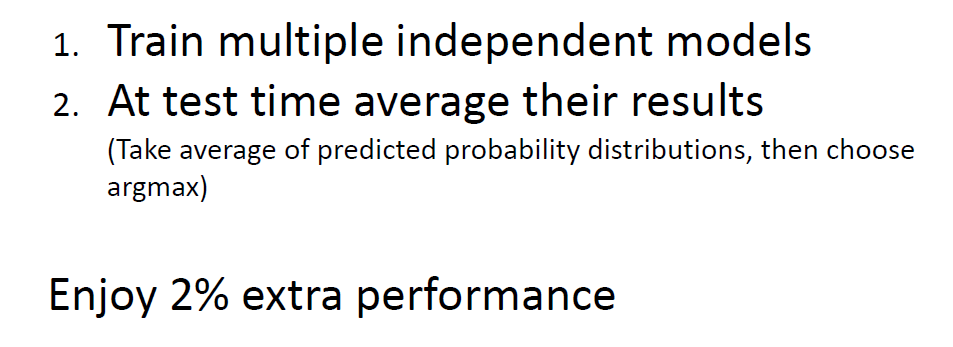 1. Train multiple independent models
2. At test time average their results
(Take average of predicted probability distributions, then choose
argmax)
Enjoy 2% extra performance